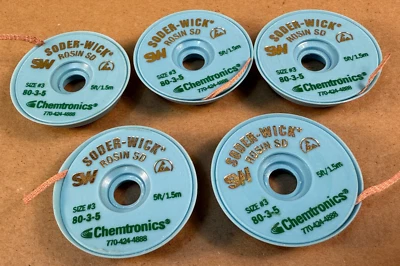 SODER-WICK®
ROSIN SD
SW
SIZE #3
5ft/1.5m
80-3-5
Chemtronics®
770-424-4888
SODER-WICK®
ROSIN SD
SW
SIZE #3
5ft/1.5m
80-3-5
Chemtronics®
770-424-4888
SODER-WICK®
ROSIN SD
SW
SIZE #3
5ft/1.5m
80-3-5
Chemtronics®
770-424-4888
SODER-WICK®
ROSIN SD
SW
SIZE #3
5ft/1.5m
80-3-5
Chemtronics®
770-424-4888
SODER-WICK®
ROSIN SD
SW
SIZE #3
5ft/1.5m
80-3-5
Chemtronics®
770-424-4888